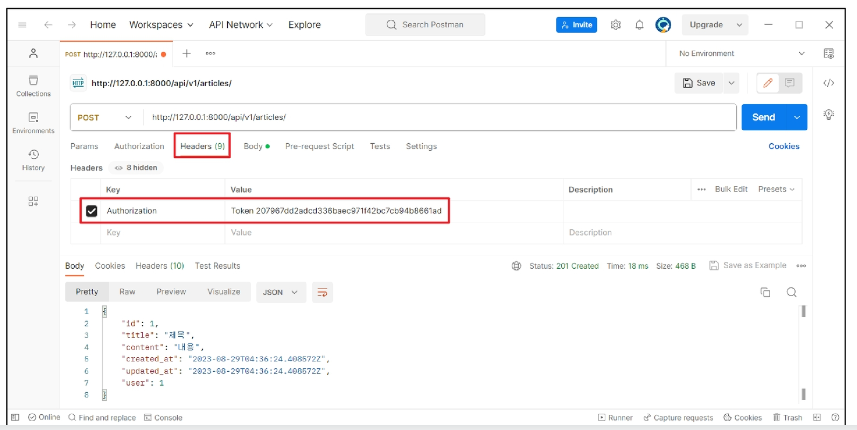 Home Workspaces API Network Explore Search Postman Invite Upgrade
POST http://127.0.0.1:8000/a No Environment
HTTP http://127.0.0.1:8000/api/v1/articles/ Save
Collections
POST http://127.0.0.1:8000/api/v1/articles/ Send
Environments
Params Authorization Headers (9) Body Pre-request Script Tests Settings Cookies
History
Headers 8 hidden
Key Value Description Bulk Edit Presets
Authorization Token 207967dd2adcd336baec971f42bc7cb94b8661ad
Key Value Description
Body Cookies Headers (10) Test Results Status: 201 Created Time: 18 ms Size: 468 B Save as Example
Pretty Raw Preview Visualize JSON
1 {
2 "id": 1,
3 "title": "제목",
4 "content": "내용",
5 "created_at": "2023-08-29T04:36:24.408572Z",
6 "updated_at": "2023-08-29T04:36:24.408572Z",
7 "user": 1
8 }
Online Find and replace Console Runner Capture requests Cookies Trash